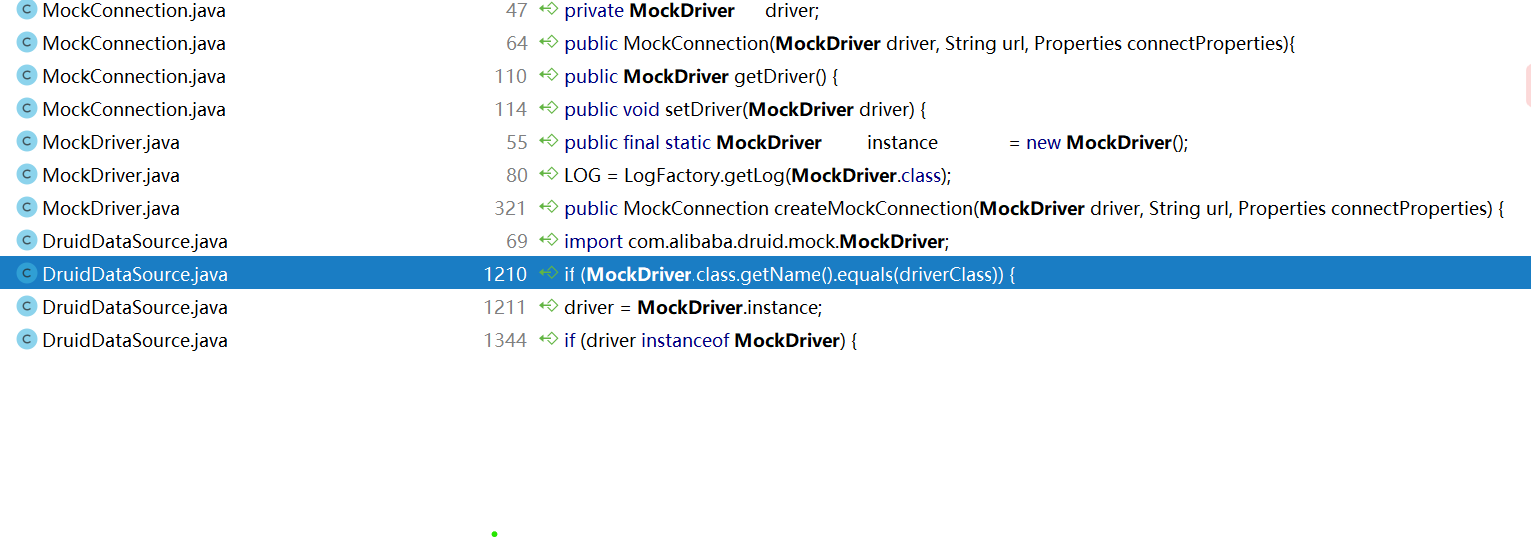 MockConnection.java 47 private MockDriver driver;
MockConnection.java 64 public MockConnection(MockDriver driver, String url, Properties connectProperties){
MockConnection.java 110 public MockDriver getDriver() {
MockConnection.java 114 public void setDriver(MockDriver driver) {
MockDriver.java 55 public final static MockDriver instance = new MockDriver();
MockDriver.java 80 LOG = LogFactory.getLog(MockDriver.class);
MockDriver.java 321 public MockConnection createMockConnection(MockDriver driver, String url, Properties connectProperties) {
DruidDataSource.java 69 import com.alibaba.druid.mock.MockDriver;
DruidDataSource.java 1210 if (MockDriver.class.getName().equals(driverClass)) {
DruidDataSource.java 1211 driver = MockDriver.instance;
DruidDataSource.java 1344 if (driver instanceof MockDriver) {